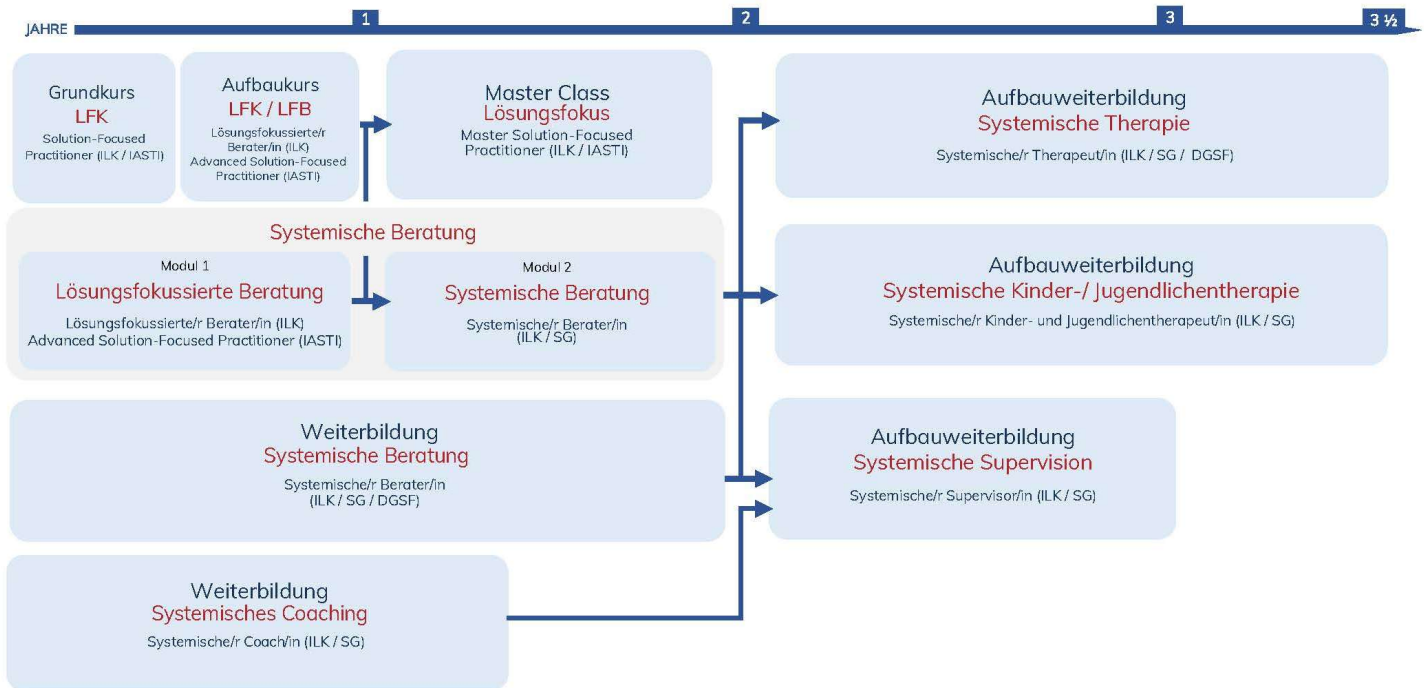 JAHRE
1
2
3
3 ½
Grundkurs
LFK
Solution-Focused
Practitioner (ILK / IASTI)
Aufbaukurs
LFK / LFB
Lösungsfokussierte/r
Berater/in (ILK)
Advanced Solution-Focused
Practitioner (IASTI)
Master Class
Lösungsfokus
Master Solution-Focused
Practitioner (ILK / IASTI)
Aufbauweiterbildung
Systemische Therapie
Systemische/r Therapeut/in (ILK / SG / DGSF)
Systemische Beratung
Modul 1
Lösungsfokussierte Beratung
Lösungsfokussierte/r Berater/in (ILK)
Advanced Solution-Focused Practitioner (IASTI)
Modul 2
Systemische Beratung
Systemische/r Berater/in
(ILK / SG)
Aufbauweiterbildung
Systemische Kinder-/ Jugendlichentherapie
Systemische/r Kinder- und Jugendlichentherapeut/in (ILK / SG)
Weiterbildung
Systemische Beratung
Systemische/r Berater/in
(ILK / SG / DGSF)
Aufbauweiterbildung
Systemische Supervision
Systemische/r Supervisor/in (ILK / SG)
Weiterbildung
Systemisches Coaching
Systemische/r Coach/in (ILK / SG)